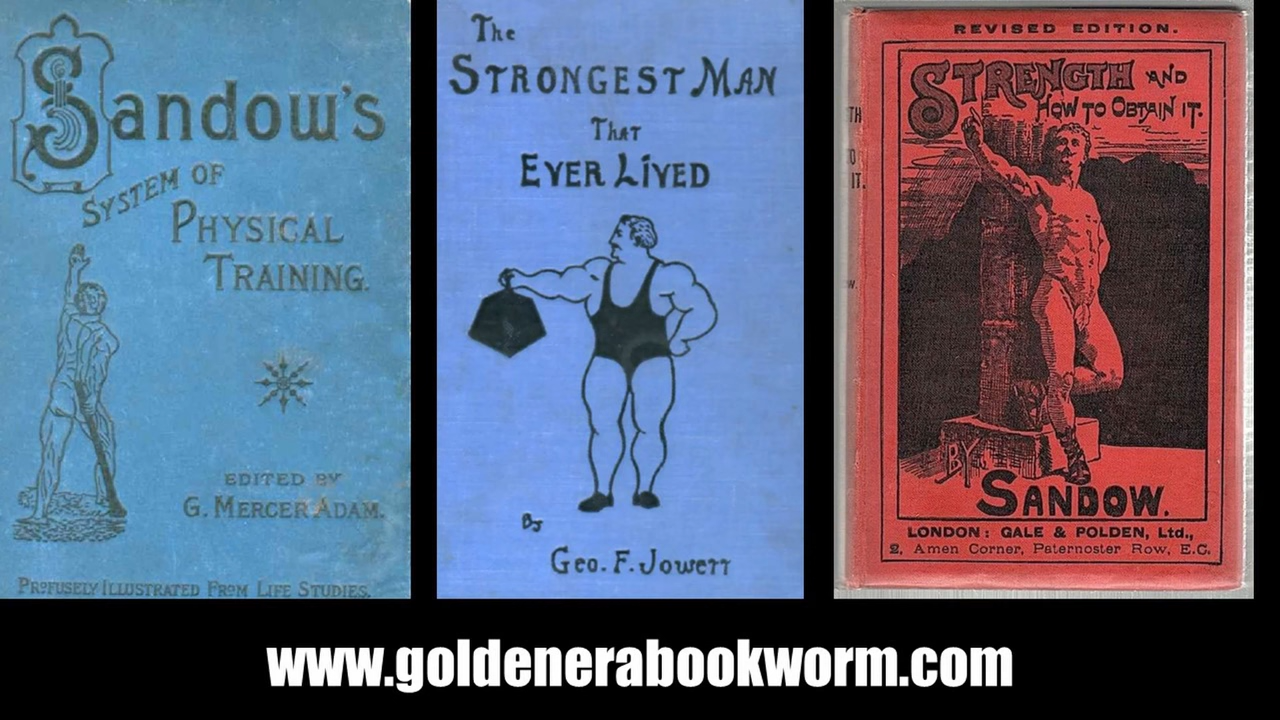 Sandow's
SYSTEM OF
PHYSICAL
TRAINING.
EDITED BY
G. MERCER ADAM.
PROFUSELY ILLUSTRATED FROM LIFE STUDIES.
The
STRONGEST MAN
THAT
EVER LIVED
By
Geo. F. Jowett
REVISED EDITION.
STRENGTH AND
HOW TO OBTAIN IT.
BY
SANDOW.
LONDON: GALE & POLDEN, Ltd.,
2, Amen Corner, Paternoster Row, E.C.
TH
IT.
www.goldenerabookworm.com